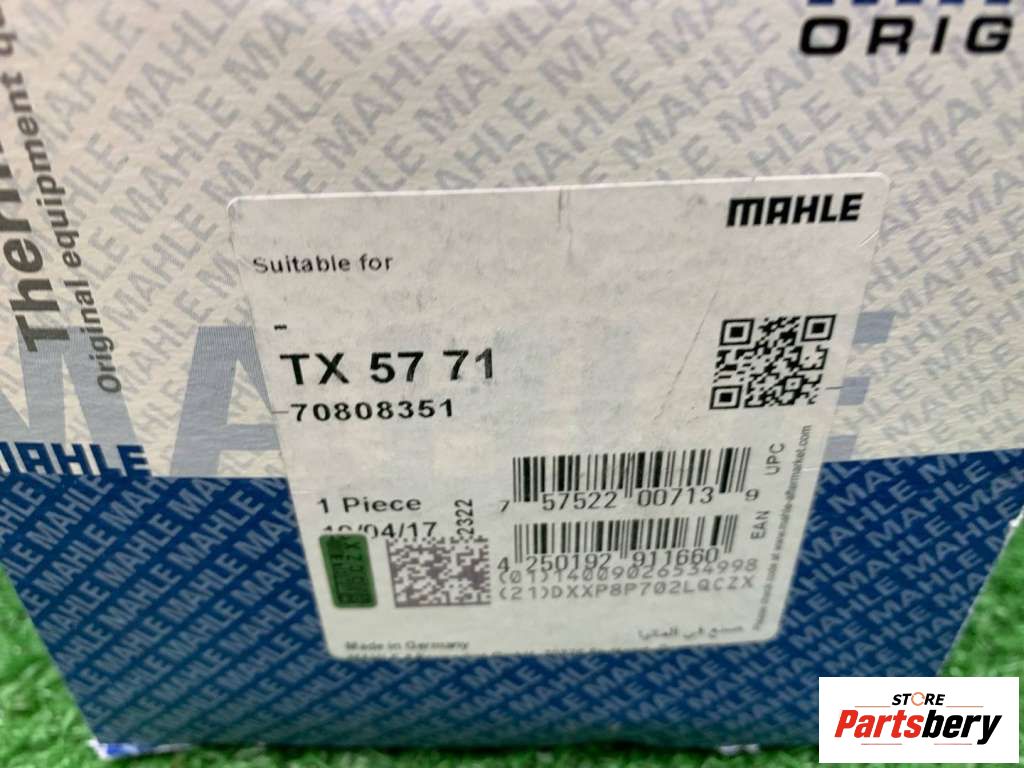 ORIG
Original equipment
MAHLE
MAHLE
Suitable for
-
TX 57 71
70808351
1 Piece
2322
7 57522 00713 9
UPC
4 250192 911660
EAN
(01)14009026534998
(21)DXXP8P702LQCZX
صنع في المانيا
Made in Germany
STORE
Partsbery